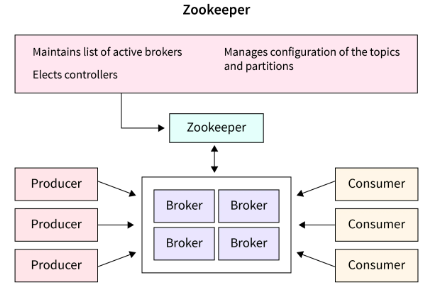 Zookeeper
Maintains list of active brokers
Elects controllers
Manages configuration of the topics
and partitions
Zookeeper
Producer
Producer
Producer
Broker
Broker
Broker
Broker
Consumer
Consumer
Consumer